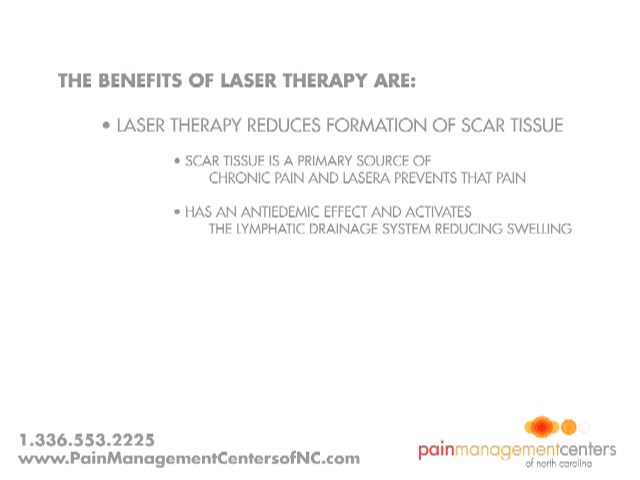 THE BENEFITS OF LASER THERAPY ARE:
• LASER THERAPY REDUCES FORMATION OF SCAR TISSUE
• SCAR TISSUE IS A PRIMARY SOURCE OF
CHRONIC PAIN AND LASERA PREVENTS THAT PAIN
• HAS AN ANTIEDEMIC EFFECT AND ACTIVATES
THE LYMPHATIC DRAINAGE SYSTEM REDUCING SWELLING
1.336.553.2225
www.PainManagementCentersofNC.com
painmanagementcenters
of north carolina